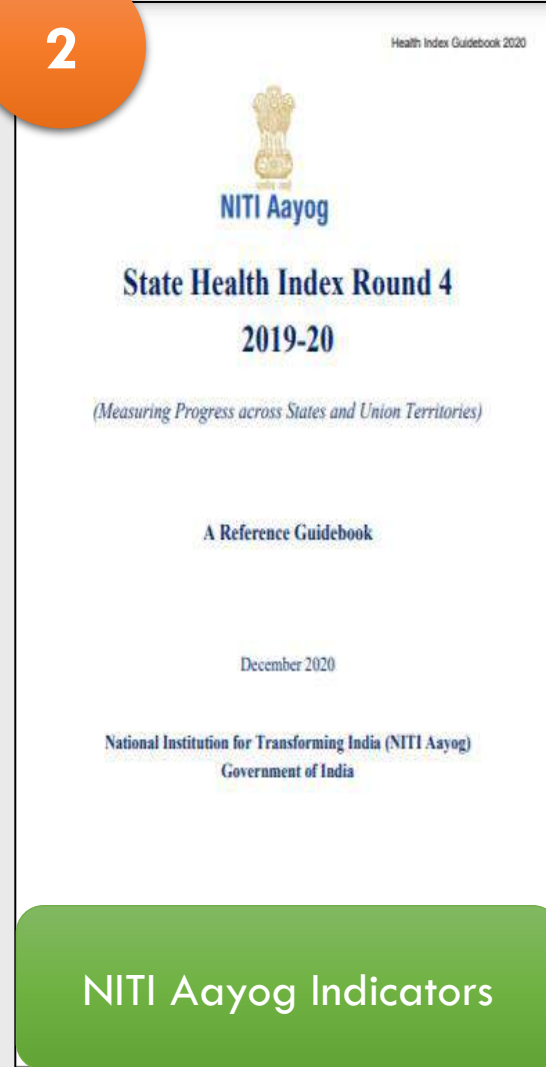 2
Health Index Guidebook 2020
NITI Aayog
State Health Index Round 4
2019-20
(Measuring Progress across States and Union Territories)
A Reference Guidebook
December 2020
National Institution for Transforming India (NITI Aayog)
Government of India
NITI Aayog Indicators